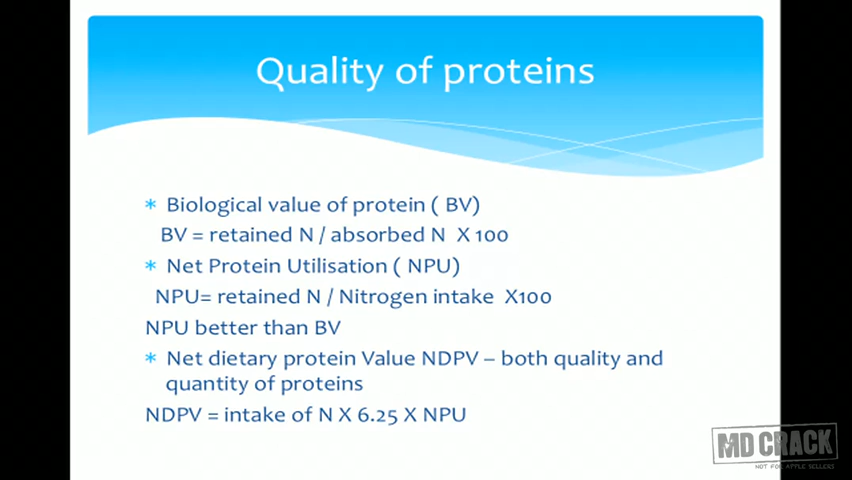 Quality of proteins
* Biological value of protein ( BV)
BV = retained N / absorbed N X 100
* Net Protein Utilisation ( NPU)
NPU= retained N / Nitrogen intake X100
NPU better than BV
* Net dietary protein Value NDPV – both quality and
quantity of proteins
NDPV = intake of N X 6.25 X NPU
MD CRACK
NOT FOR APPLE SELLERS